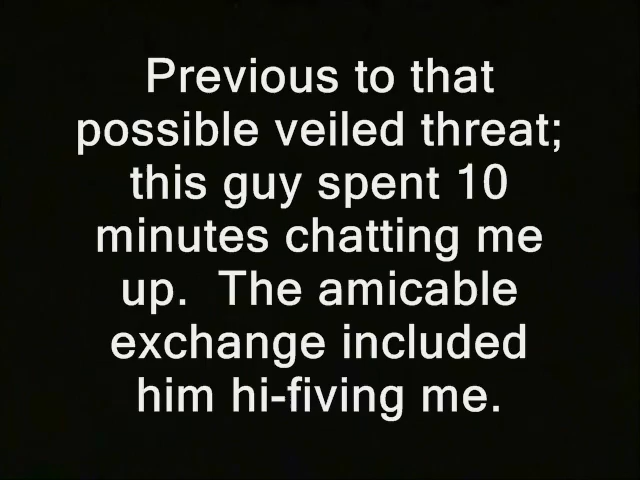 Previous to that
possible veiled threat;
this guy spent 10
minutes chatting me
up.  The amicable
exchange included
him hi-fiving me.